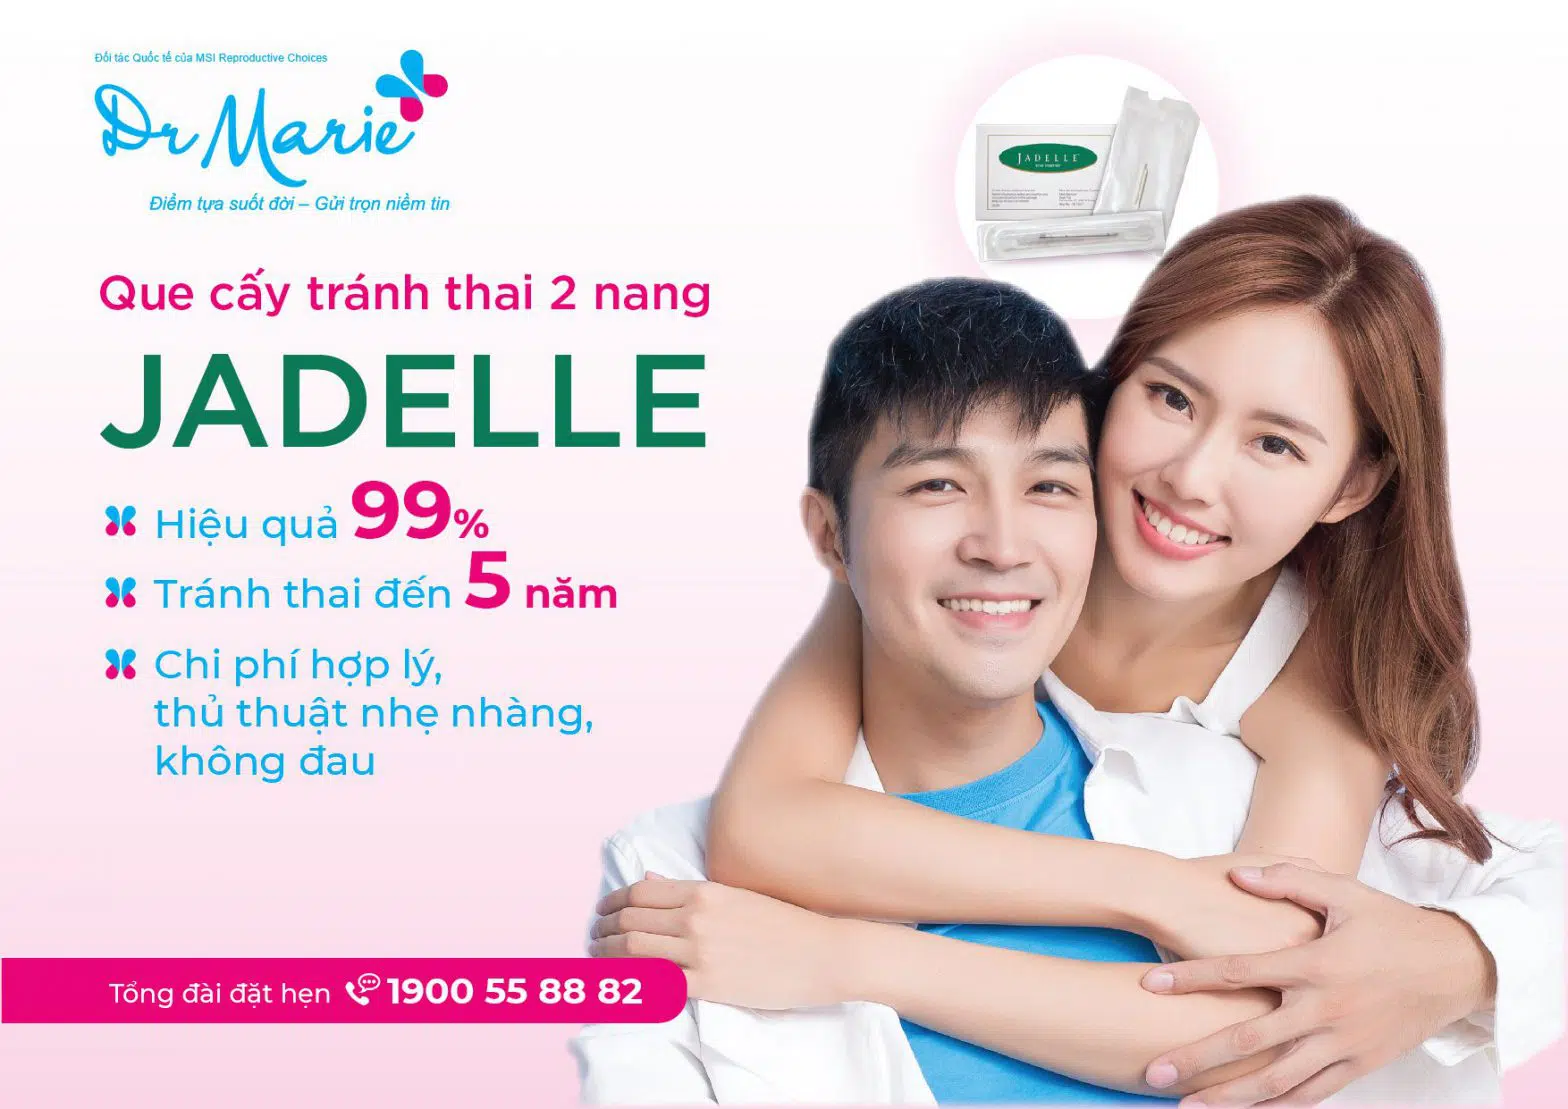 Đối tác Quốc tế của MSI Reproductive Choices
Dr Marie
Điểm tựa suốt đời – Gửi trọn niềm tin
JADELLE
Que cấy tránh thai 2 nang
JADELLE
Hiệu quả 99%
Tránh thai đến 5 năm
Chi phí hợp lý,
thủ thuật nhẹ nhàng,
không đau
Tổng đài đặt hẹn 1900 55 88 82